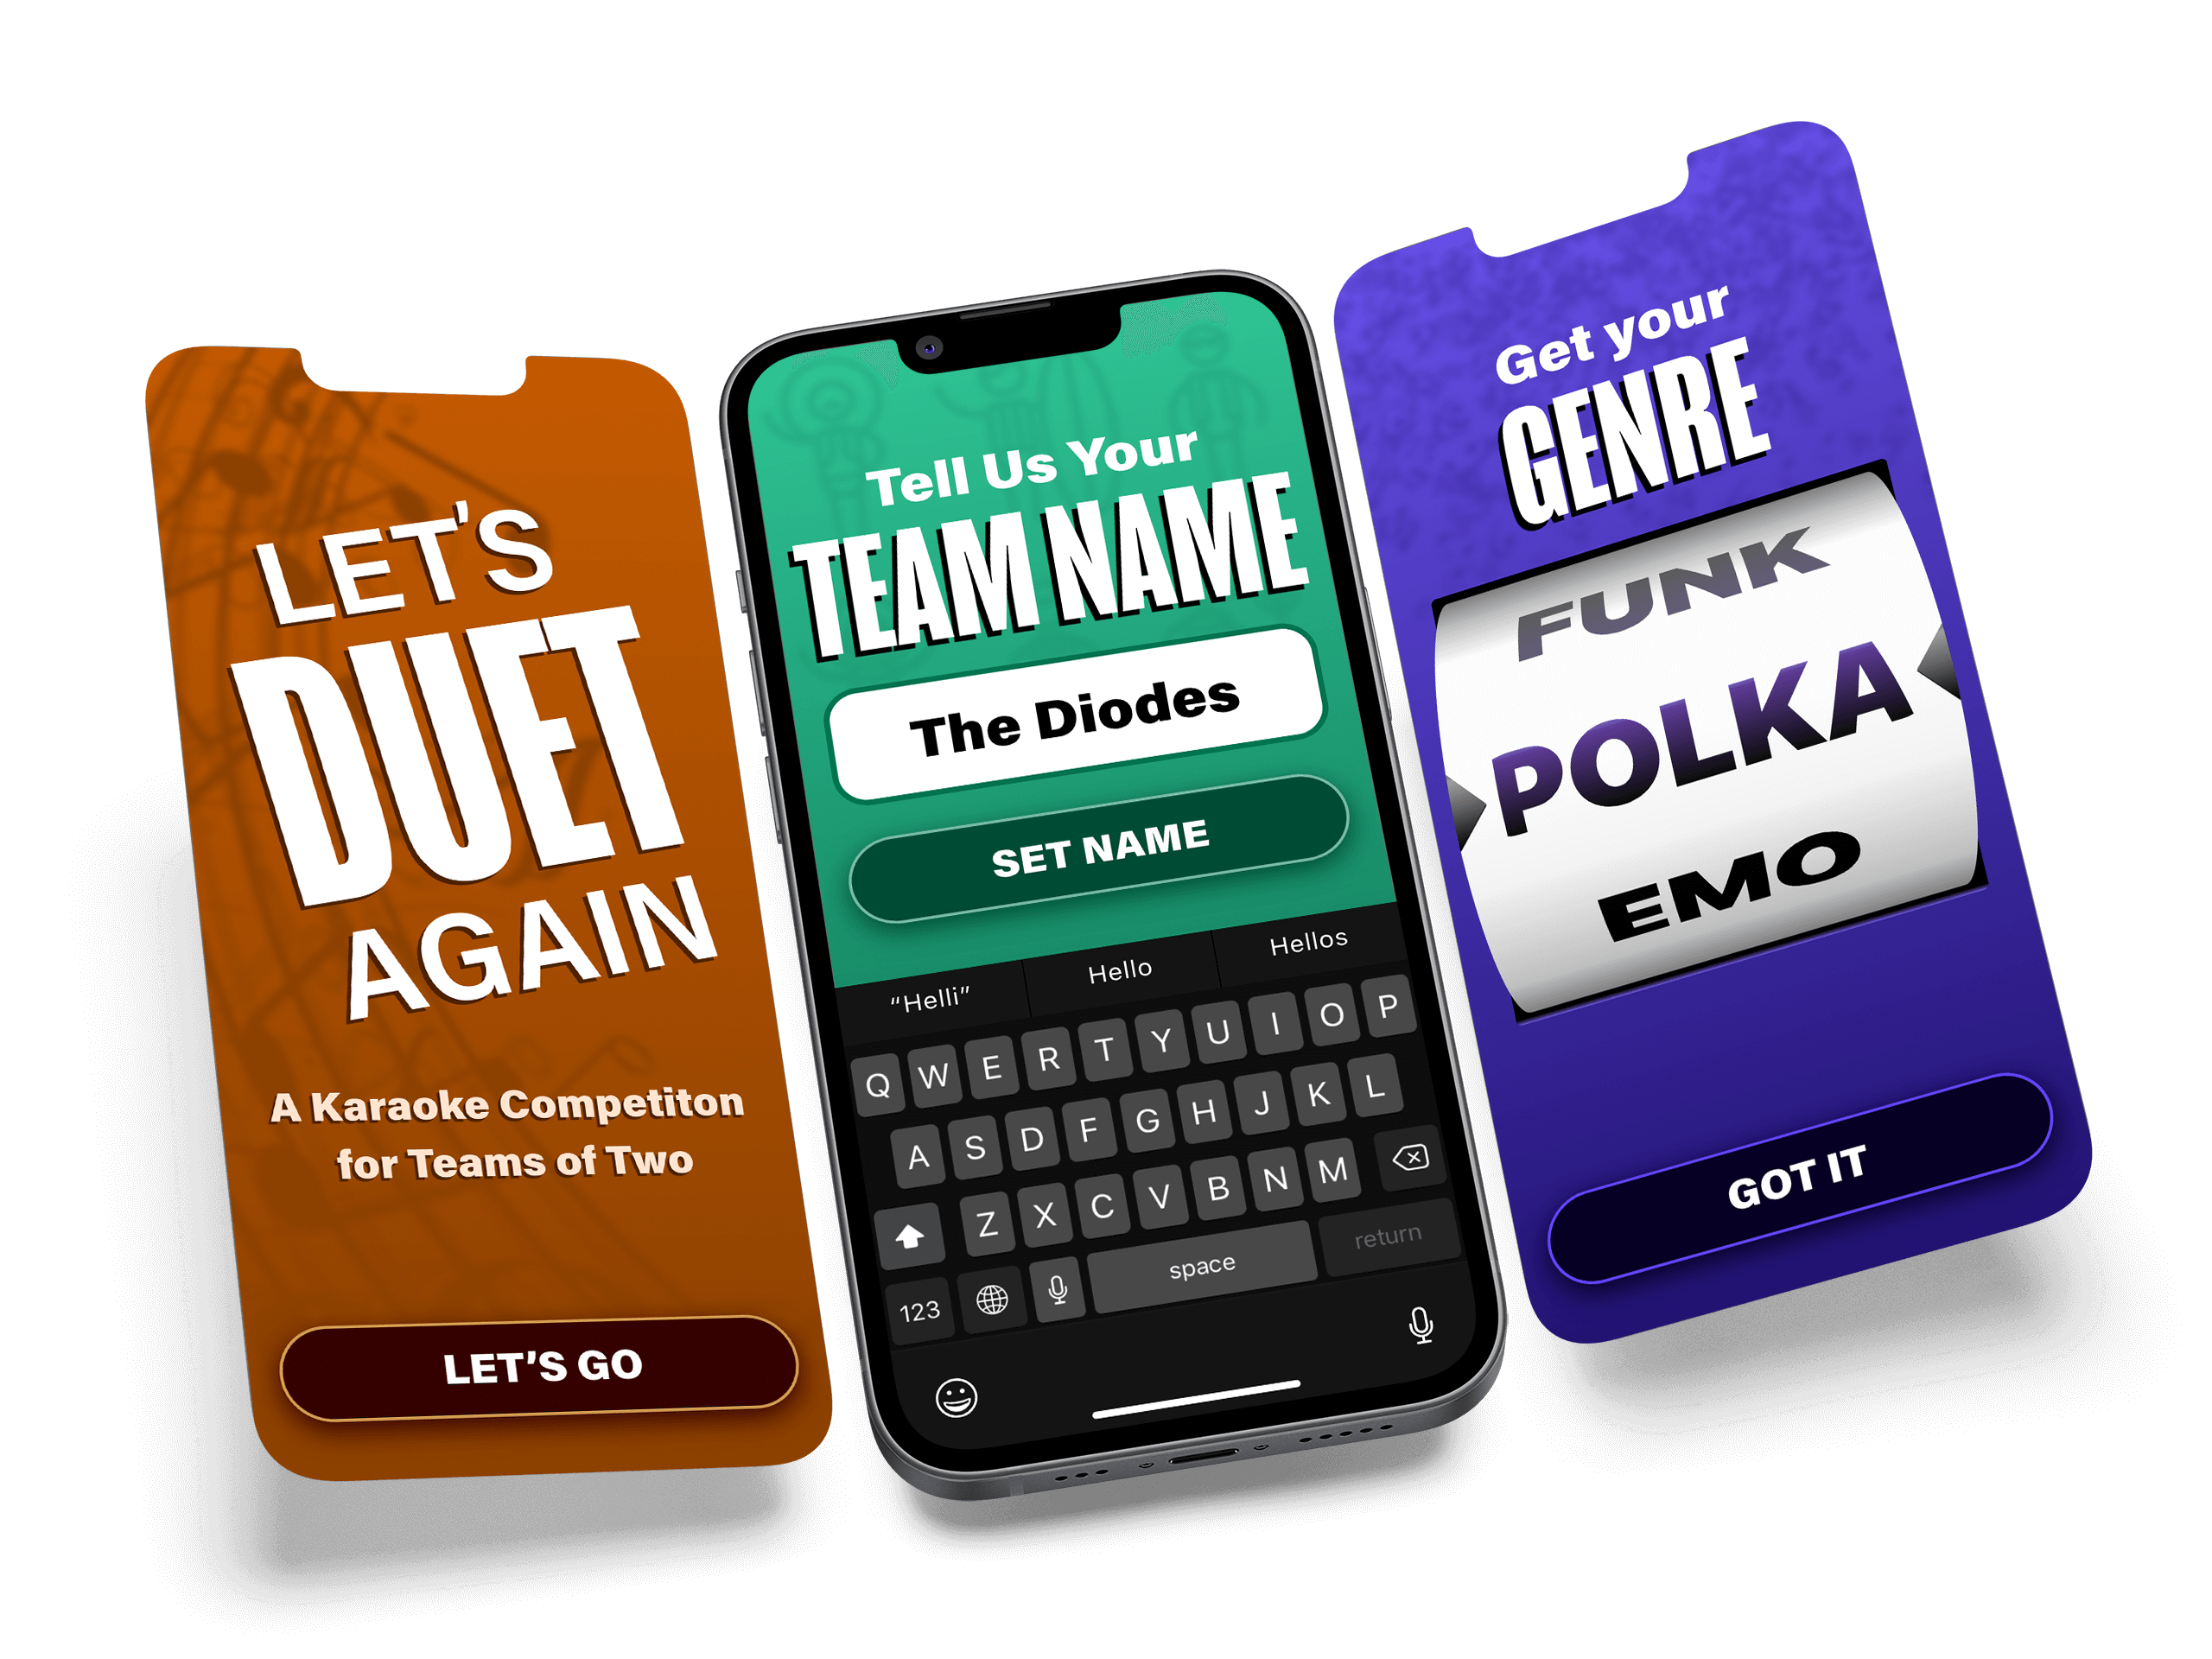 LET'S
DUET
AGAIN
A Karaoke Competiton
for Teams of Two
LET'S GO
Tell Us Your
TEAM NAME
The Diodes
SET NAME
“Helli” Hello Hellos
Q W E R T Y U I O P
A S D F G H J K L
Z X C V B N M
123 space return
Get your
GENRE
FUNK
POLKA
EMO
GOT IT